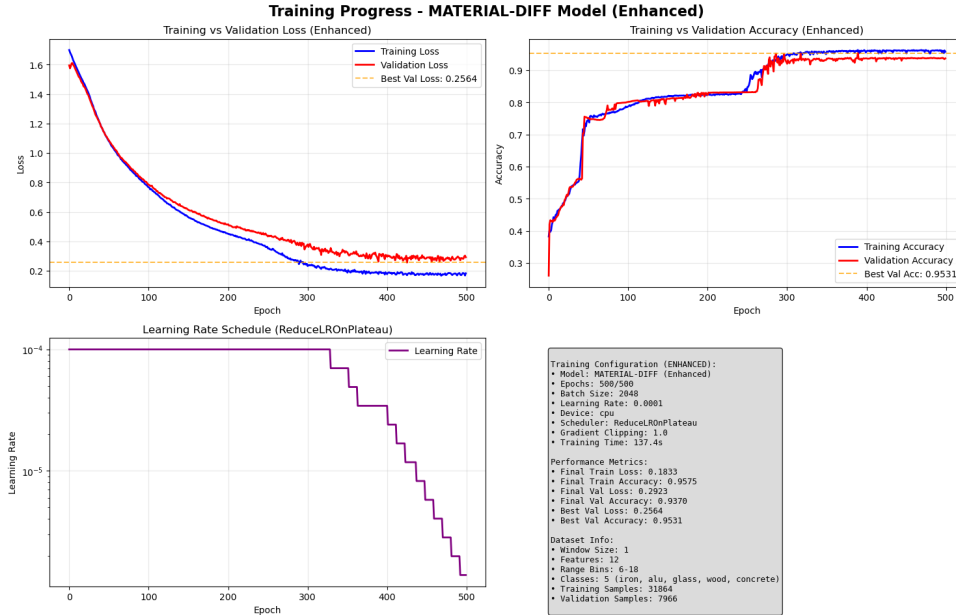 Training Progress - MATERIAL-DIFF Model (Enhanced)
Training vs Validation Loss (Enhanced)
Training Loss
Validation Loss
Best Val Loss: 0.2564
1.6
1.4
1.2
1.0
0.8
0.6
0.4
0.2
Loss
0
100
200
300
400
500
Epoch
Training vs Validation Accuracy (Enhanced)
0.9
0.8
0.7
0.6
0.5
0.4
0.3
Accuracy
Training Accuracy
Validation Accuracy
Best Val Acc: 0.9531
0
100
200
300
400
500
Epoch
Learning Rate Schedule (ReduceLROnPlateau)
Learning Rate
10⁻⁴
10⁻⁵
Learning Rate
0
100
200
300
400
500
Epoch
Training Configuration (ENHANCED):
• Model: MATERIAL-DIFF (Enhanced)
• Epochs: 500/500
• Batch Size: 2048
• Learning Rate: 0.0001
• Device: cpu
• Scheduler: ReduceLROnPlateau
• Gradient Clipping: 1.0
• Training Time: 137.4s
Performance Metrics:
• Final Train Loss: 0.1833
• Final Train Accuracy: 0.9575
• Final Val Loss: 0.2923
• Final Val Accuracy: 0.9370
• Best Val Loss: 0.2564
• Best Val Accuracy: 0.9531
Dataset Info:
• Window Size: 1
• Features: 12
• Range Bins: 6-18
• Classes: 5 (iron, alu, glass, wood, concrete)
• Training Samples: 31864
• Validation Samples: 7966